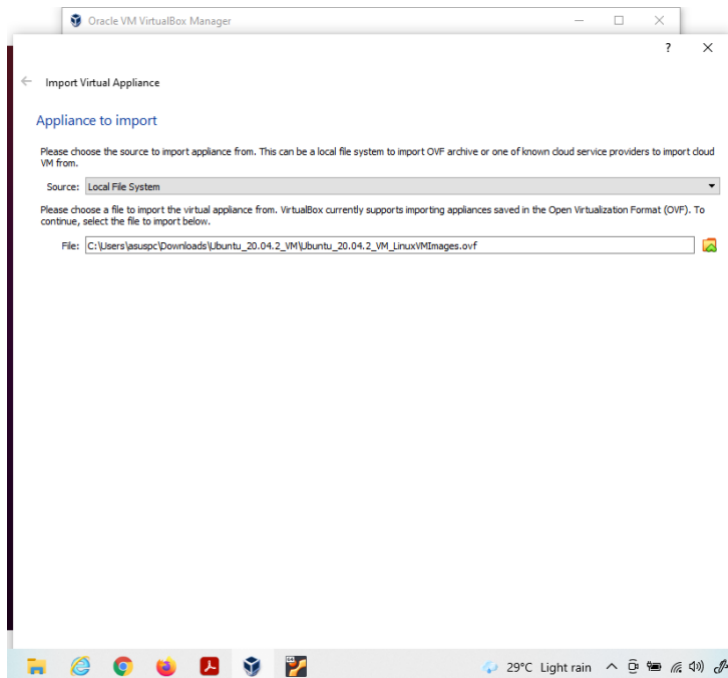 Oracle VM VirtualBox Manager
?
Import Virtual Appliance
Appliance to import
Please choose the source to import appliance from. This can be a local file system to import OVF archive or one of known cloud service providers to import cloud
VM from.
Source: Local File System
Please choose a file to import the virtual appliance from. VirtualBox currently supports importing appliances saved in the Open Virtualization Format (OVF). To
continue, select the file to import below.
File: C:\Users\asuspc\Downloads\Ubuntu_20.04.2_VM\Ubuntu_20.04.2_VM_LinuxVMImages.ovf
29°C Light rain